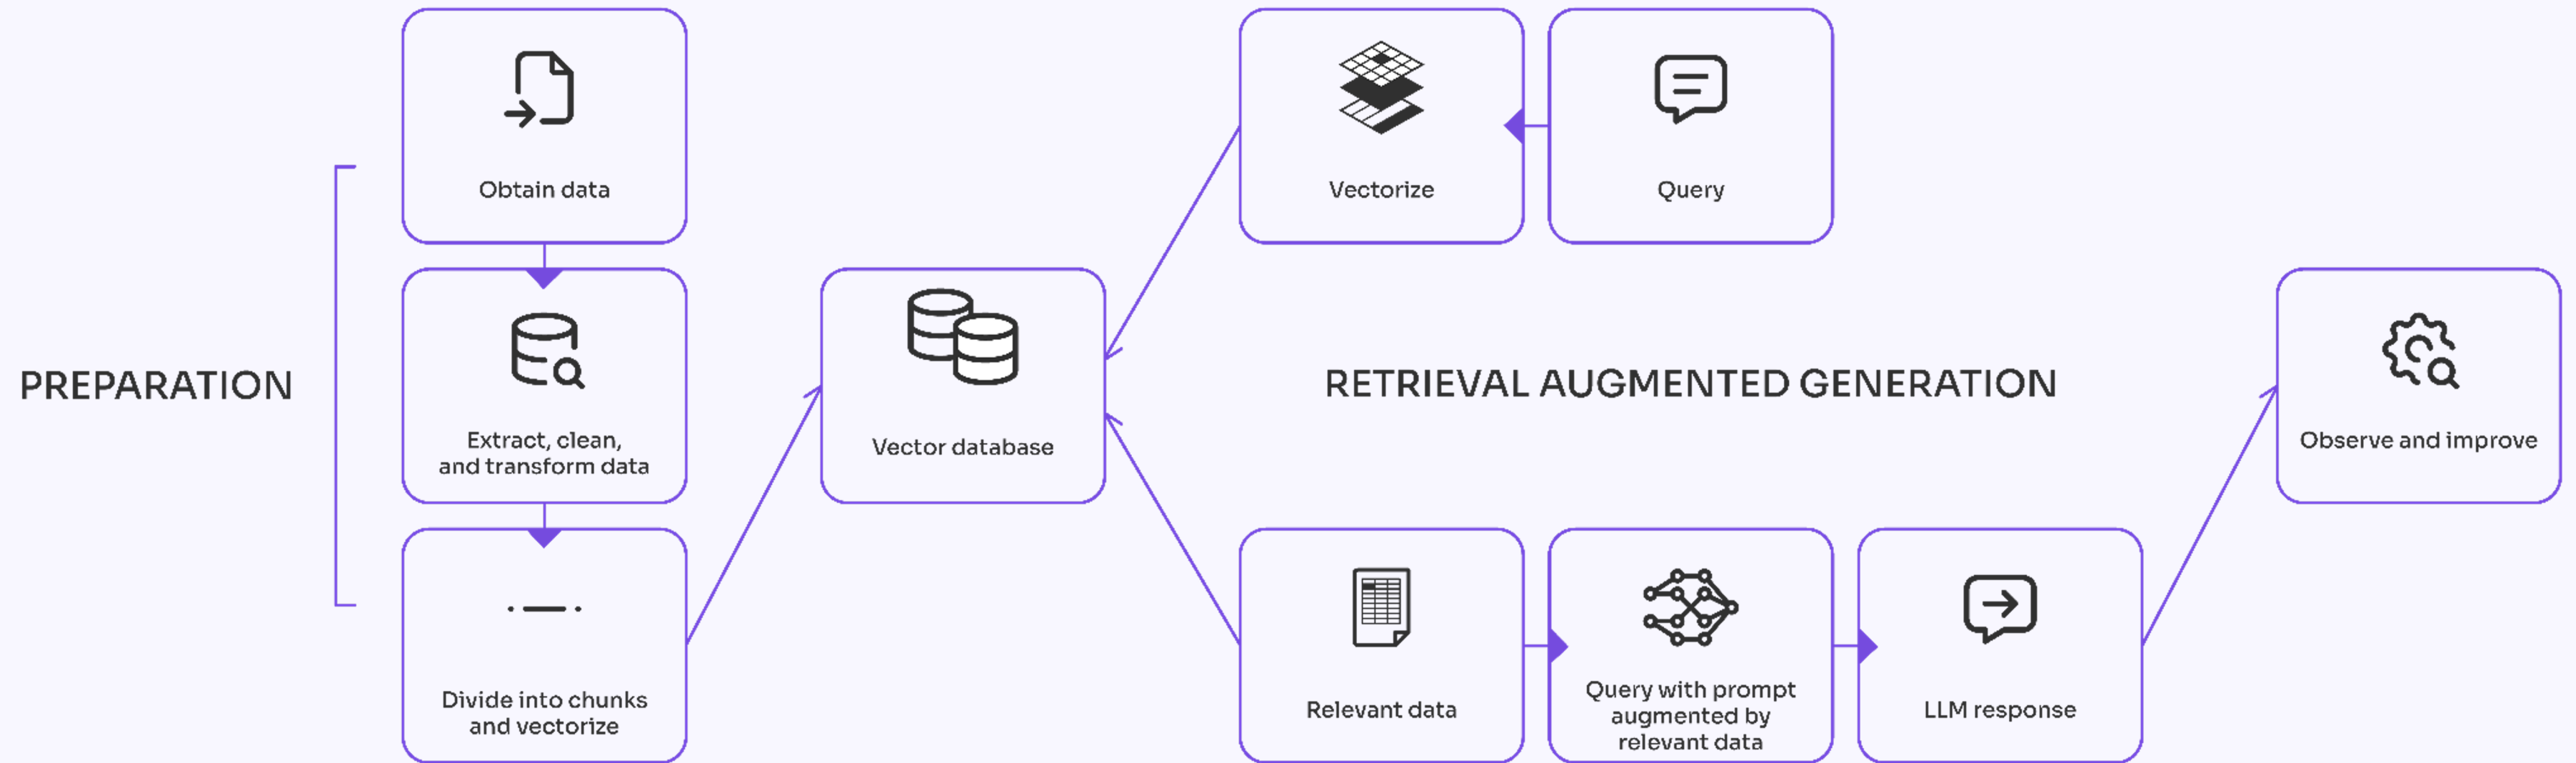 PREPARATION
Obtain data
Extract, clean,
and transform data
Divide into chunks
and vectorize
Vector database
Vectorize
Query
RETRIEVAL AUGMENTED GENERATION
Relevant data
Query with prompt
augmented by
relevant data
LLM response
Observe and improve